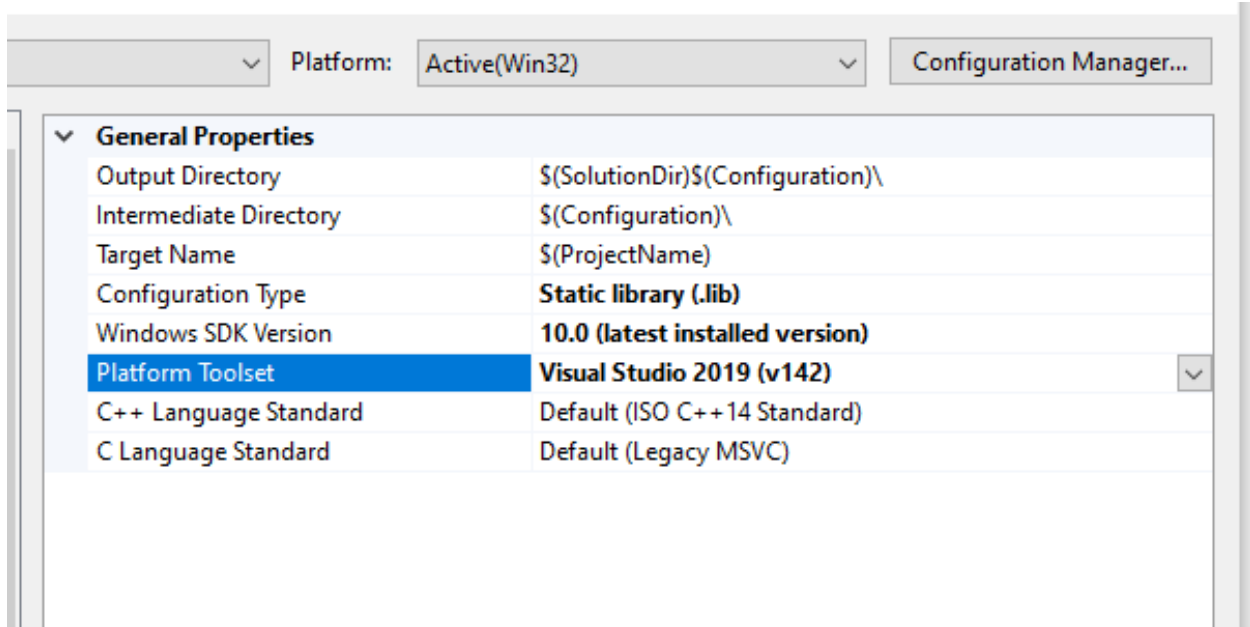 Platform: Active(Win32) Configuration Manager...
General Properties
Output Directory $(SolutionDir)$(Configuration)\
Intermediate Directory $(Configuration)\
Target Name $(ProjectName)
Configuration Type Static library (.lib)
Windows SDK Version 10.0 (latest installed version)
Platform Toolset Visual Studio 2019 (v142)
C++ Language Standard Default (ISO C++14 Standard)
C Language Standard Default (Legacy MSVC)